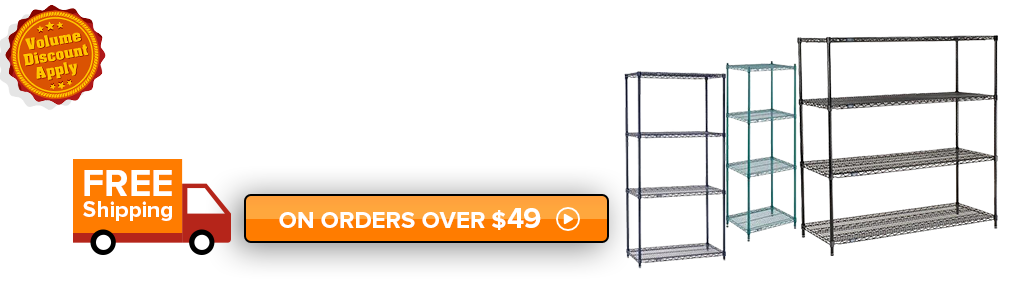 Volume
Discount
Apply
FREE
Shipping
ON ORDERS OVER $49